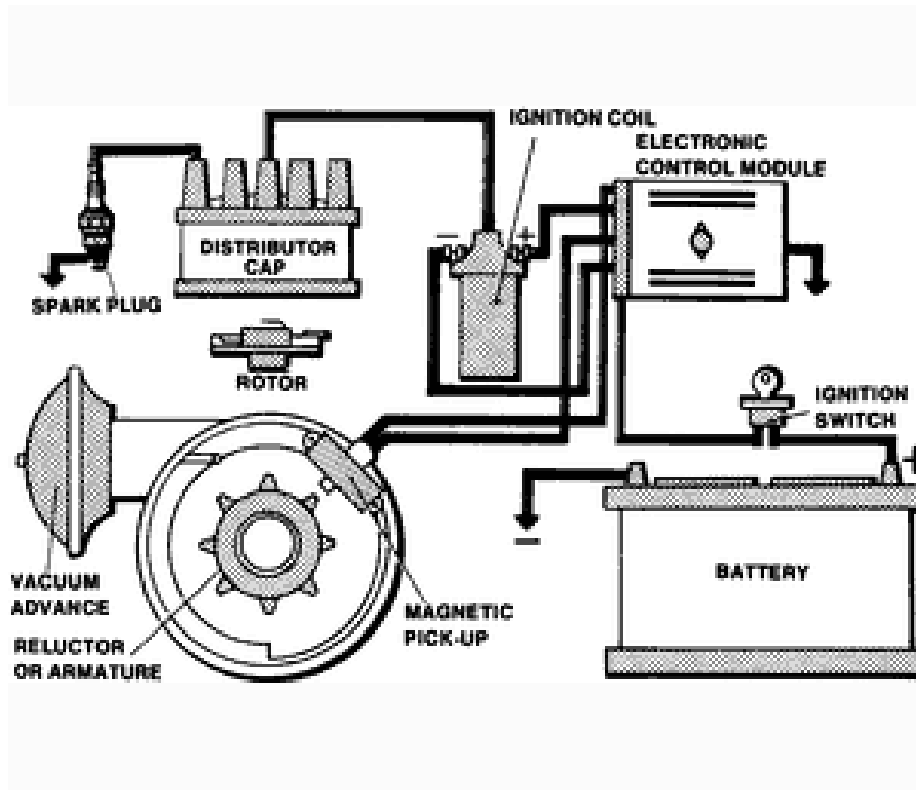 IGNITION COIL
ELECTRONIC
CONTROL MODULE
DISTRIBUTOR
CAP
SPARK PLUG
ROTOR
IGNITION
SWITCH
BATTERY
VACUUM
ADVANCE
MAGNETIC
PICK-UP
RELUCTOR
OR ARMATURE